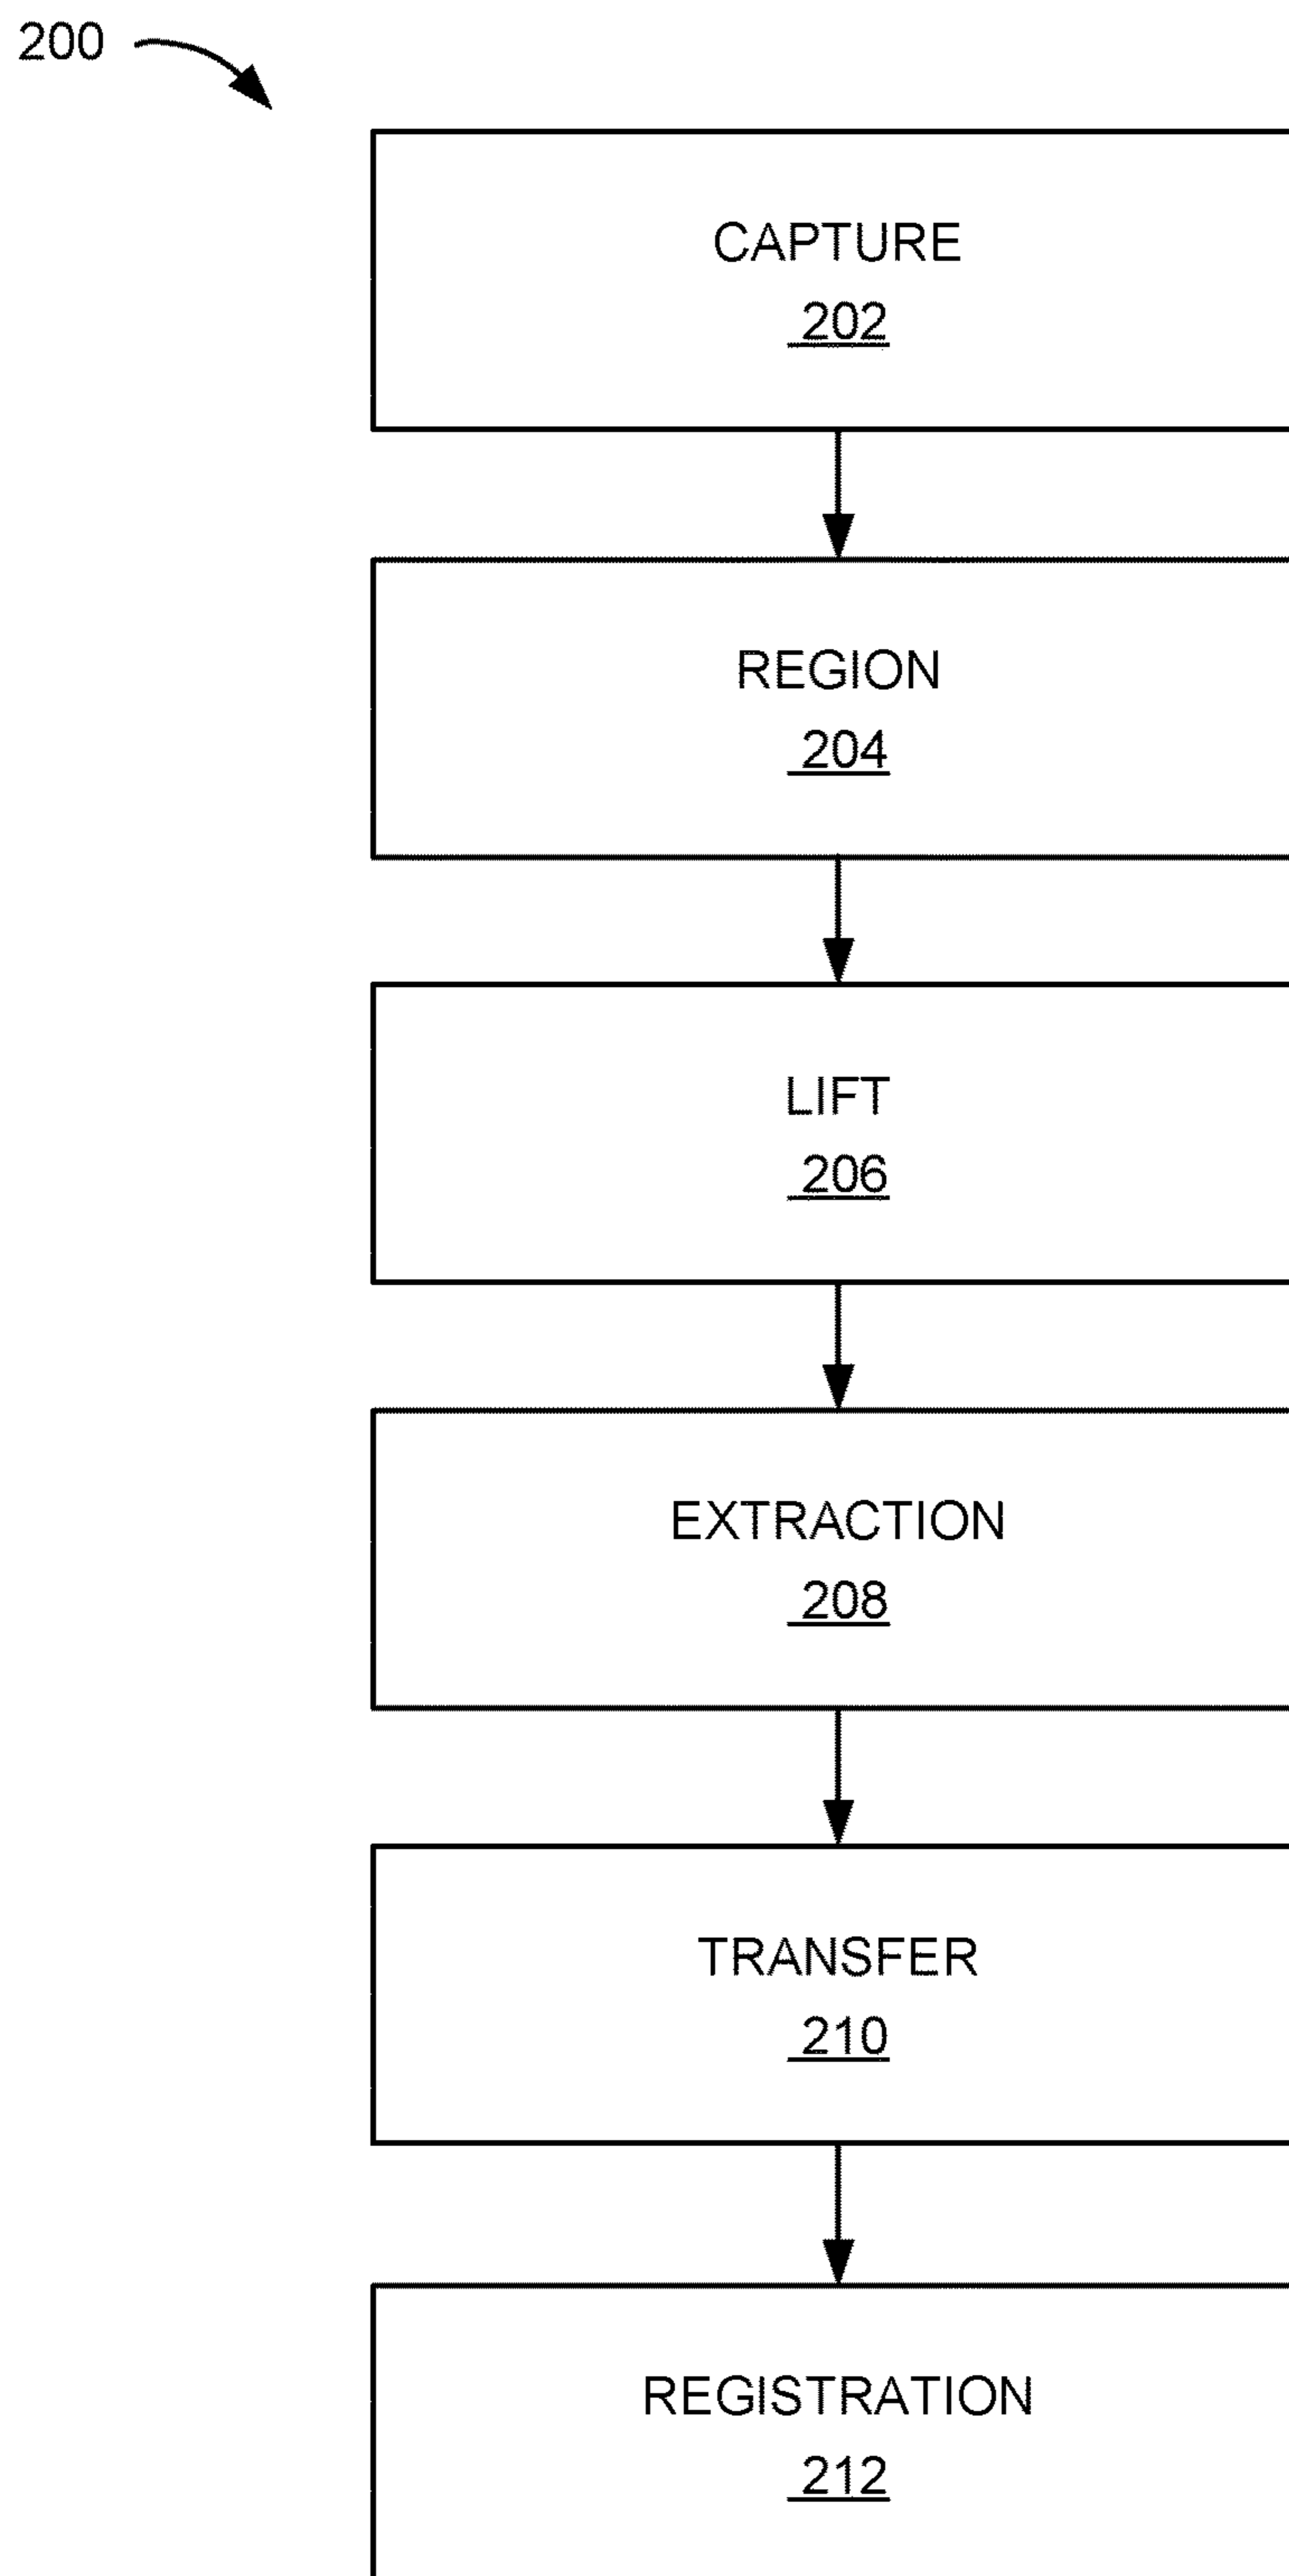 200
CAPTURE
202
REGION
204
LIFT
206
EXTRACTION
208
TRANSFER
210
REGISTRATION
212